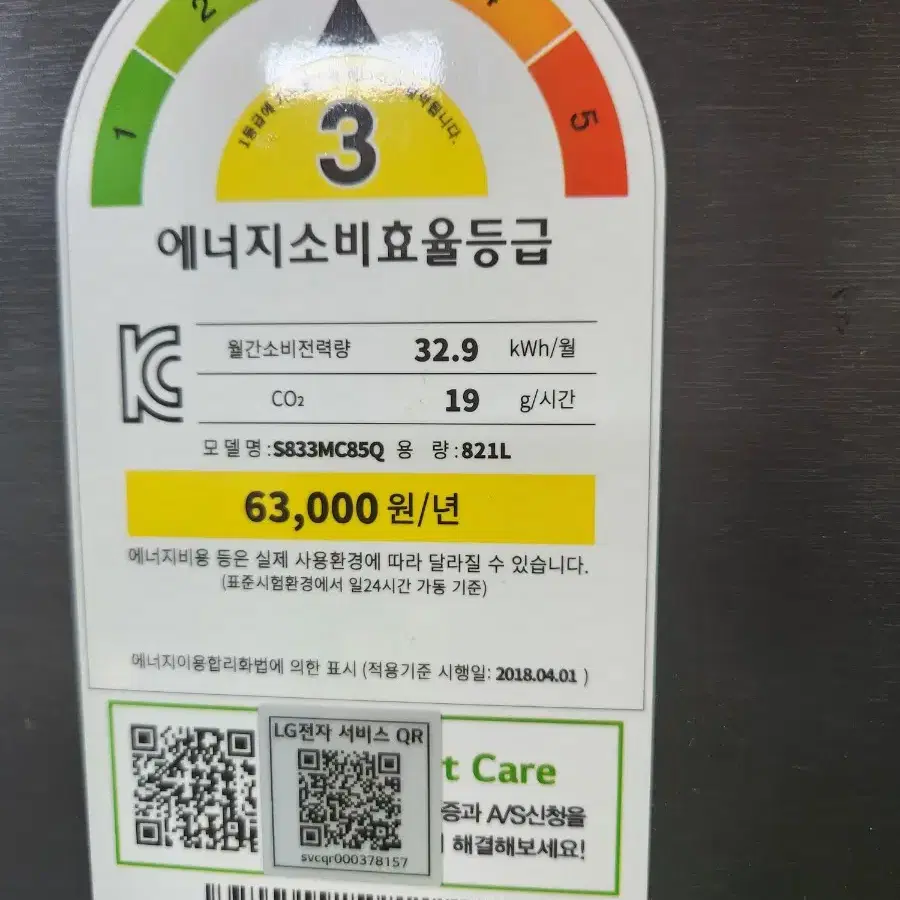 1 2 4 5
3
에너지소비효율등급
월간소비전력량 32.9 kWh/월
CO₂ 19 g/시간
모델명:S833MC85Q 용 량:821L
63,000 원/년
에너지비용 등은 실제 사용환경에 따라 달라질 수 있습니다.
(표준시험환경에서 일24시간 가동 기준)
에너지이용합리화법에 의한 표시 (적용기준 시행일: 2018.04.01 )
LG전자 서비스 QR
svcqr000378157
t Care
증과 A/S신청을
해결해보세요!